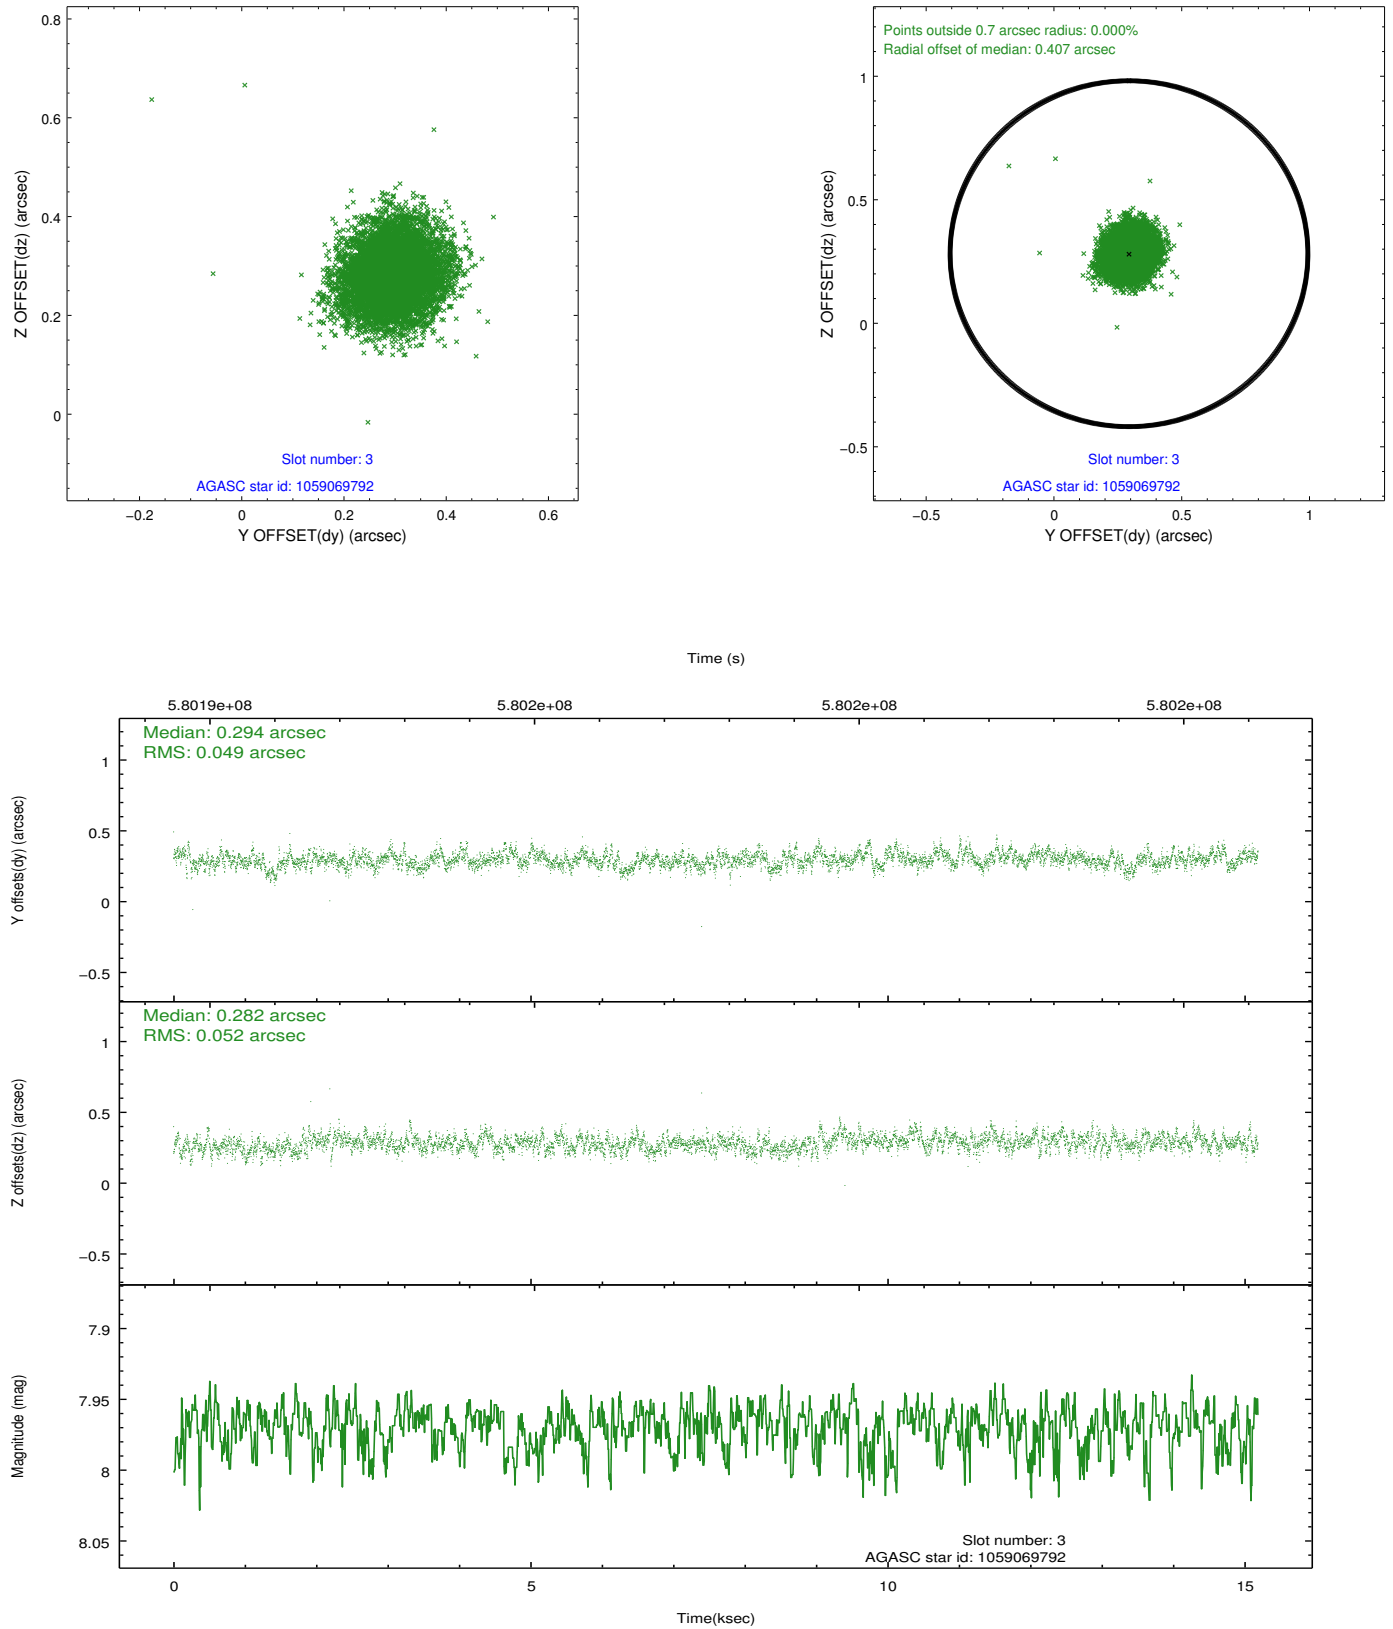 0.8
0.6
0.4
0.2
0
Z OFFSET(dz) (arcsec)
Slot number: 3
AGASC star id: 1059069792
−0.2 0 0.2 0.4 0.6
Y OFFSET(dy) (arcsec)
Points outside 0.7 arcsec radius: 0.000%
Radial offset of median: 0.407 arcsec
1
0.5
0
−0.5
Z OFFSET(dz) (arcsec)
Slot number: 3
AGASC star id: 1059069792
−0.5 0 0.5 1
Y OFFSET(dy) (arcsec)
Time (s)
5.8019e+08 5.802e+08 5.802e+08 5.802e+08
Median: 0.294 arcsec
RMS: 0.049 arcsec
1
0.5
0
−0.5
Y offsets(dy) (arcsec)
Median: 0.282 arcsec
RMS: 0.052 arcsec
1
0.5
0
−0.5
Z offsets(dz) (arcsec)
7.9
7.95
8
8.05
Magnitude (mag)
Slot number: 3
AGASC star id: 1059069792
0 5 10 15
Time(ksec)